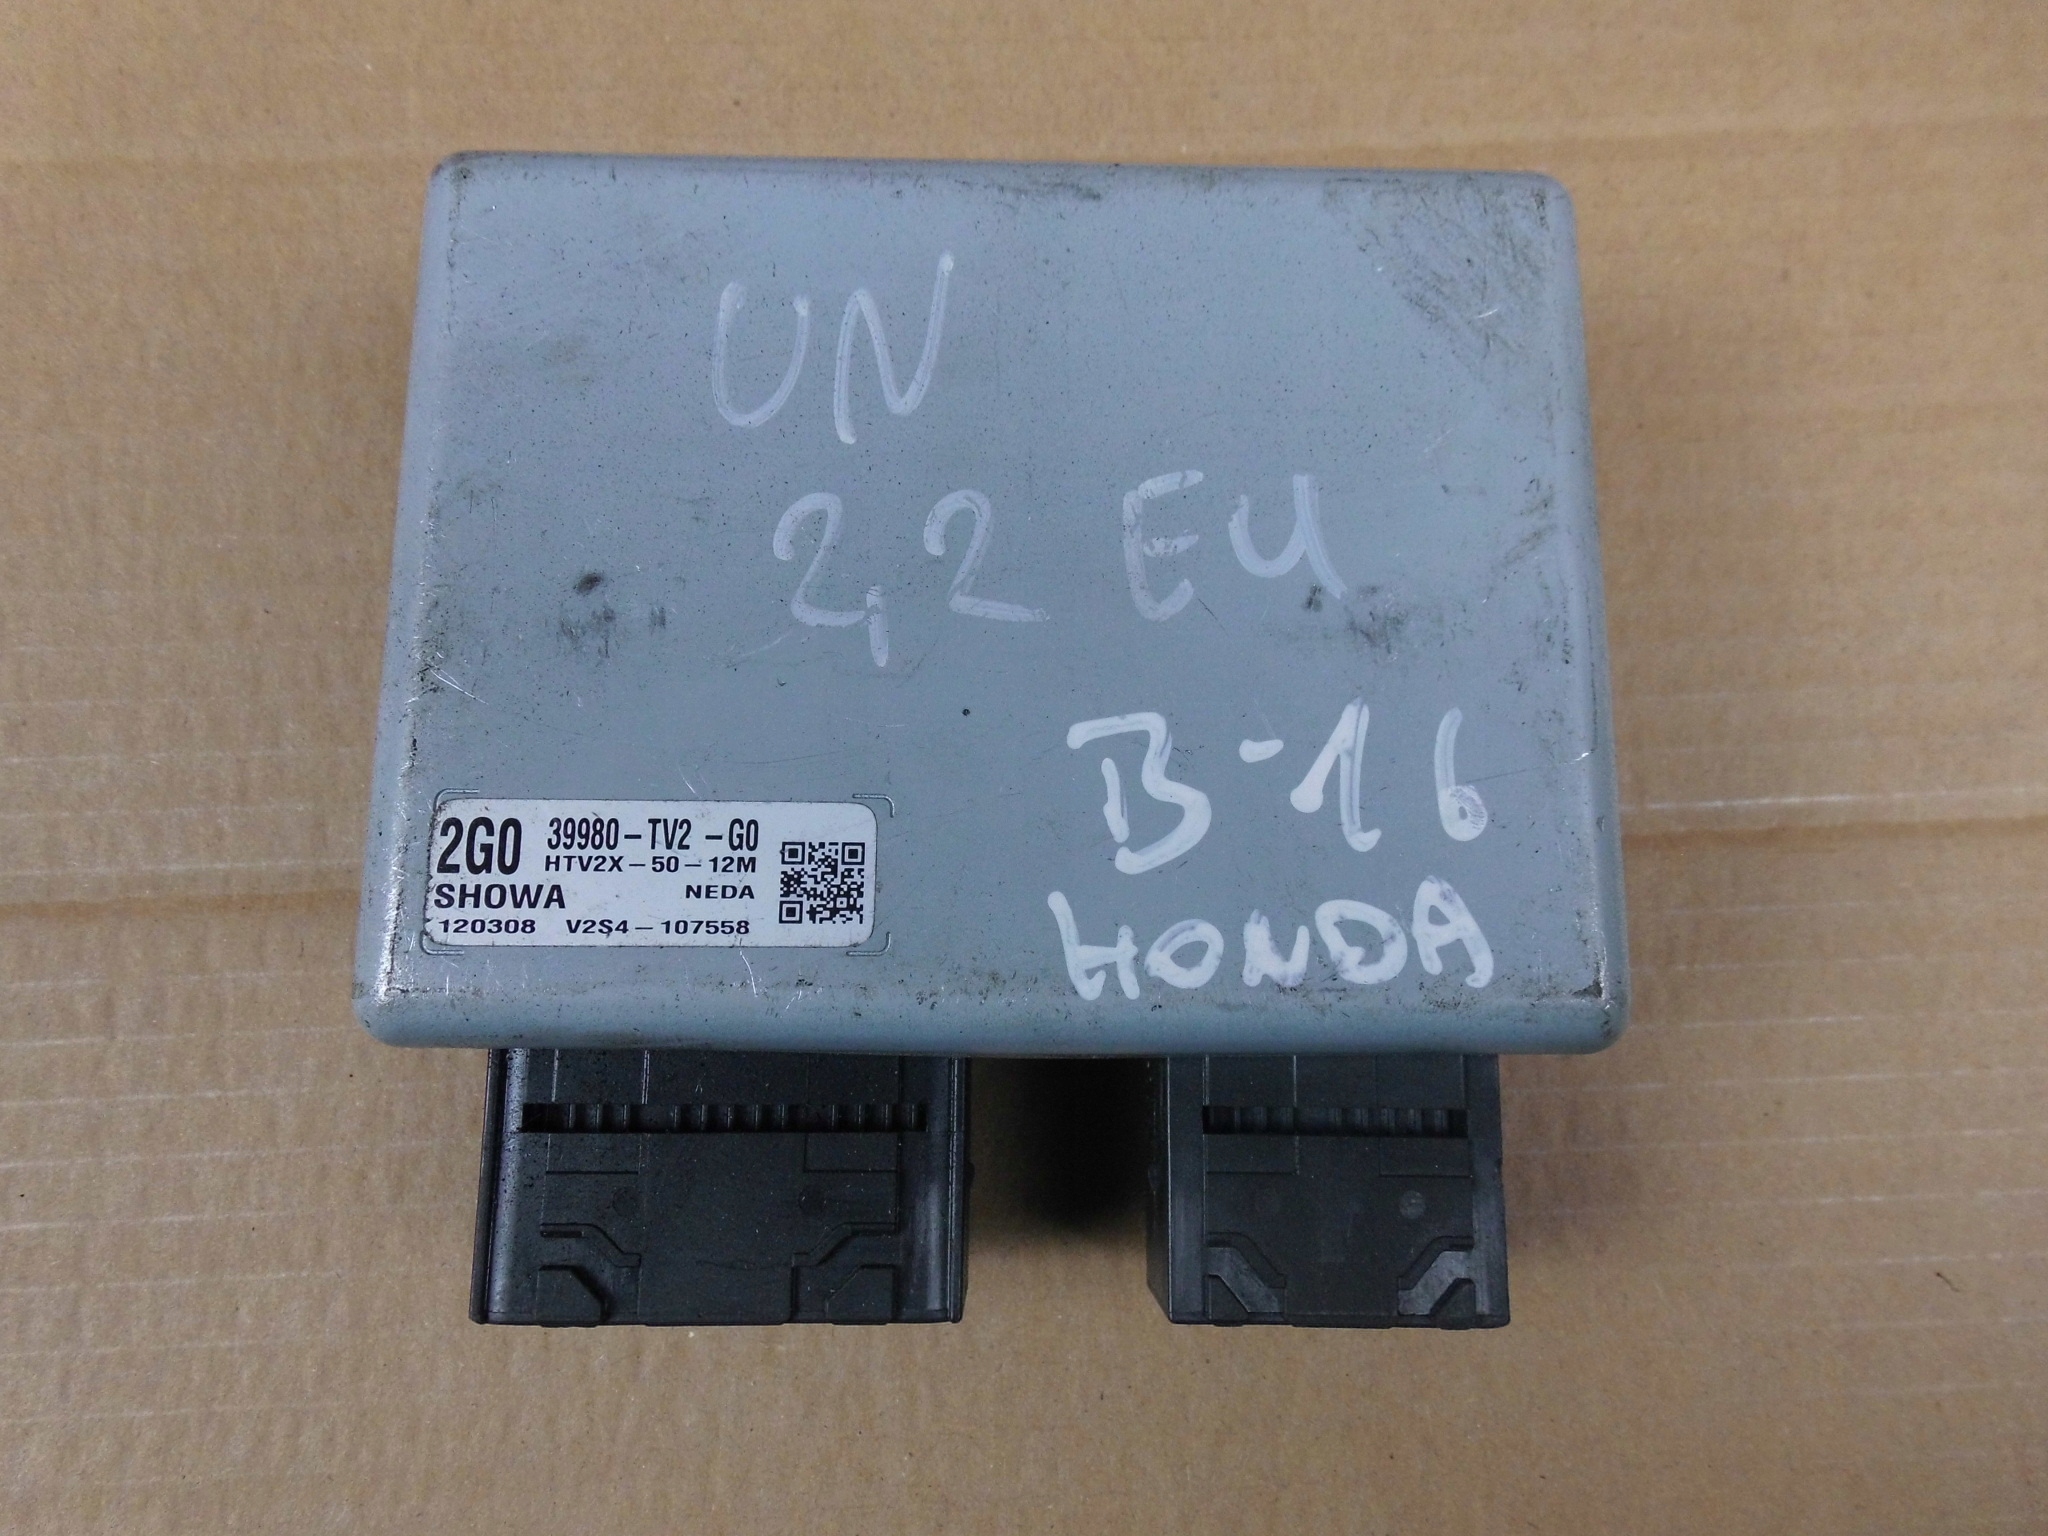 UN
2,2 EU
B-16
HONDA
2G0 39980-TV2 -G0
HTV2X-50-12M
SHOWA NEDA
120308 V2S4-107558